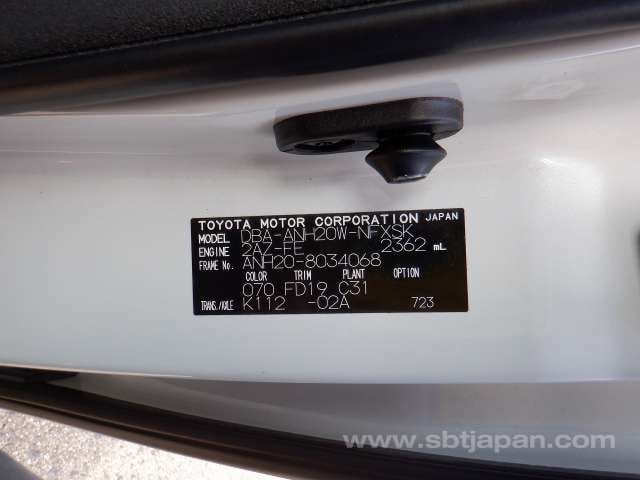 TOYOTA MOTOR CORPORATION JAPAN
MODEL DBA-ANH20W-NFXSK
ENGINE 2AZ-FE 2362 mL
FRAME No. ANH20-8034068
COLOR TRIM PLANT OPTION
070 FD19 C31
TRANS./AXLE K112 -02A 723
www.sbtjapan.com